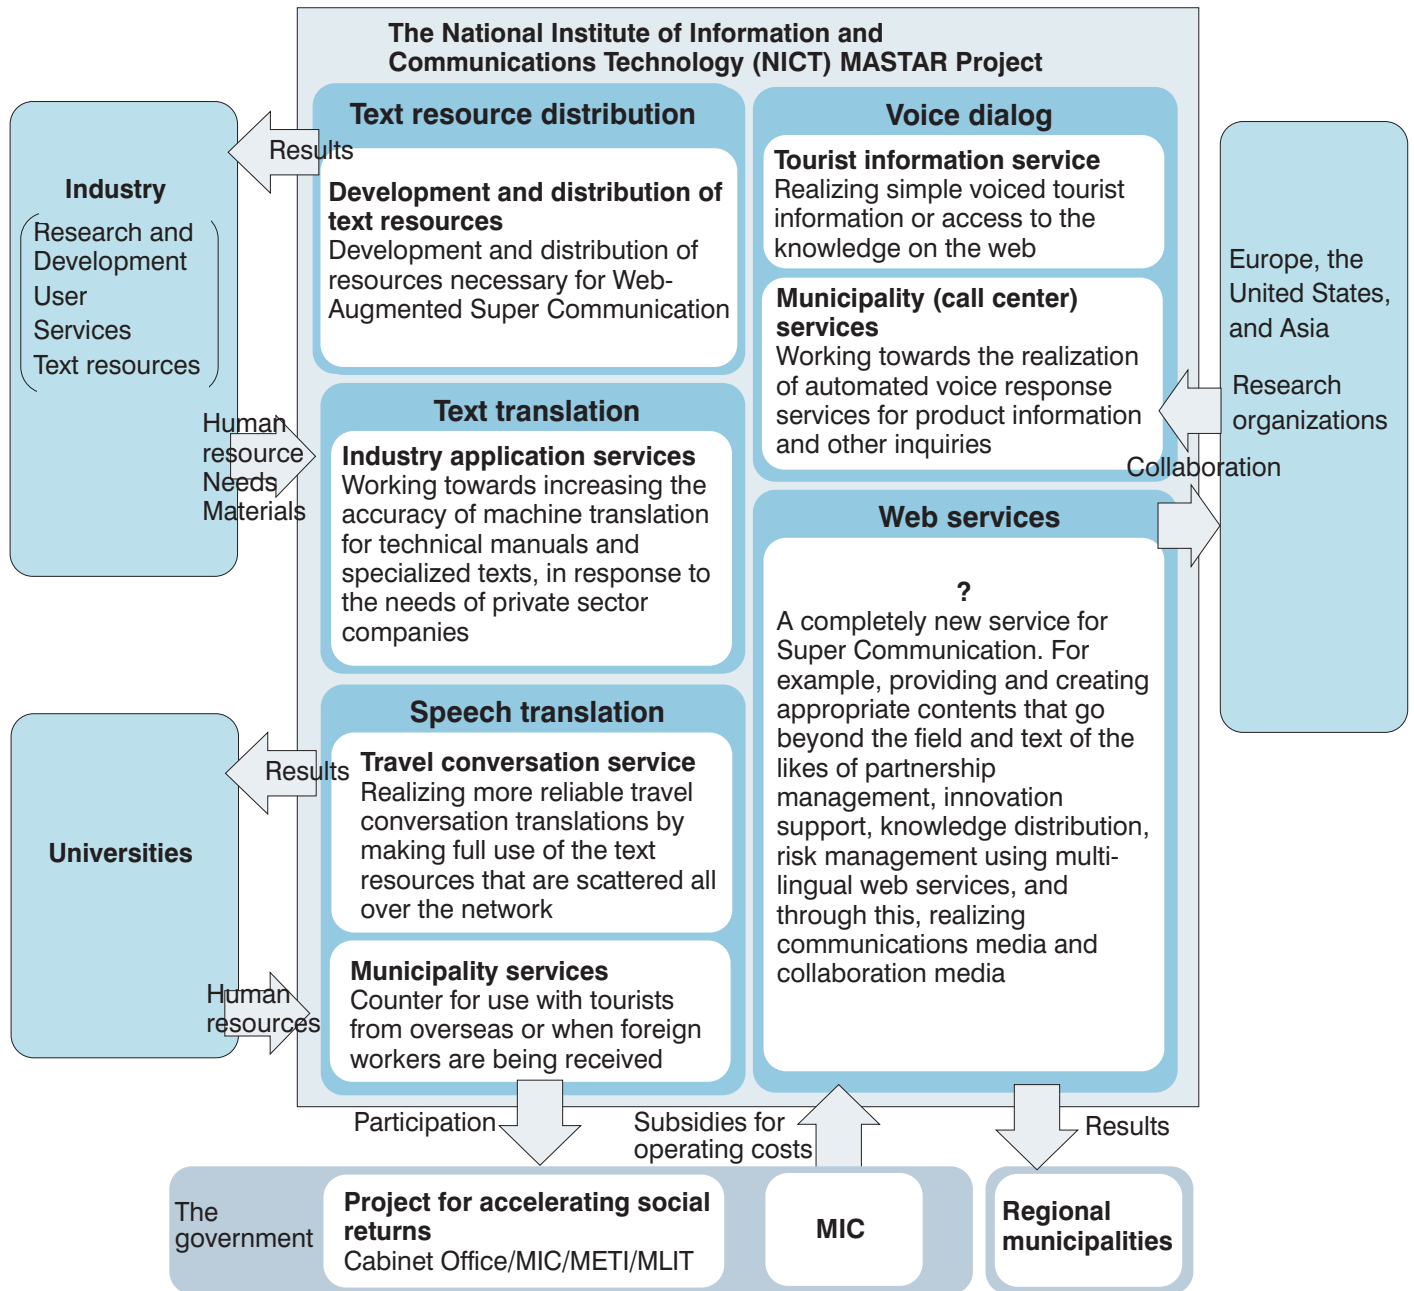 The National Institute of Information and
Communications Technology (NICT) MASTAR Project
Text resource distribution
Results
Development and distribution of
text resources
Development and distribution of
resources necessary for Web-
Augmented Super Communication
Voice dialog
Tourist information service
Realizing simple voiced tourist
information or access to the
knowledge on the web
Municipality (call center)
services
Working towards the realization
of automated voice response
services for product information
and other inquiries
Industry
Research and
Development
User
Services
Text resources
Human
resource
Needs
Materials
Europe, the
United States,
and Asia
Research
organizations
Collaboration
Text translation
Industry application services
Working towards increasing the
accuracy of machine translation
for technical manuals and
specialized texts, in response to
the needs of private sector
companies
Web services
?
A completely new service for
Super Communication. For
example, providing and creating
appropriate contents that go
beyond the field and text of the
likes of partnership
management, innovation
support, knowledge distribution,
risk management using multi-
lingual web services, and
through this, realizing
communications media and
collaboration media
Speech translation
Results
Travel conversation service
Realizing more reliable travel
conversation translations by
making full use of the text
resources that are scattered all
over the network
Universities
Human
resources
Municipality services
Counter for use with tourists
from overseas or when foreign
workers are being received
Participation
Subsidies for
operating costs
Results
The
government
Project for accelerating social
returns
Cabinet Office/MIC/METI/MLIT
MIC
Regional
municipalities